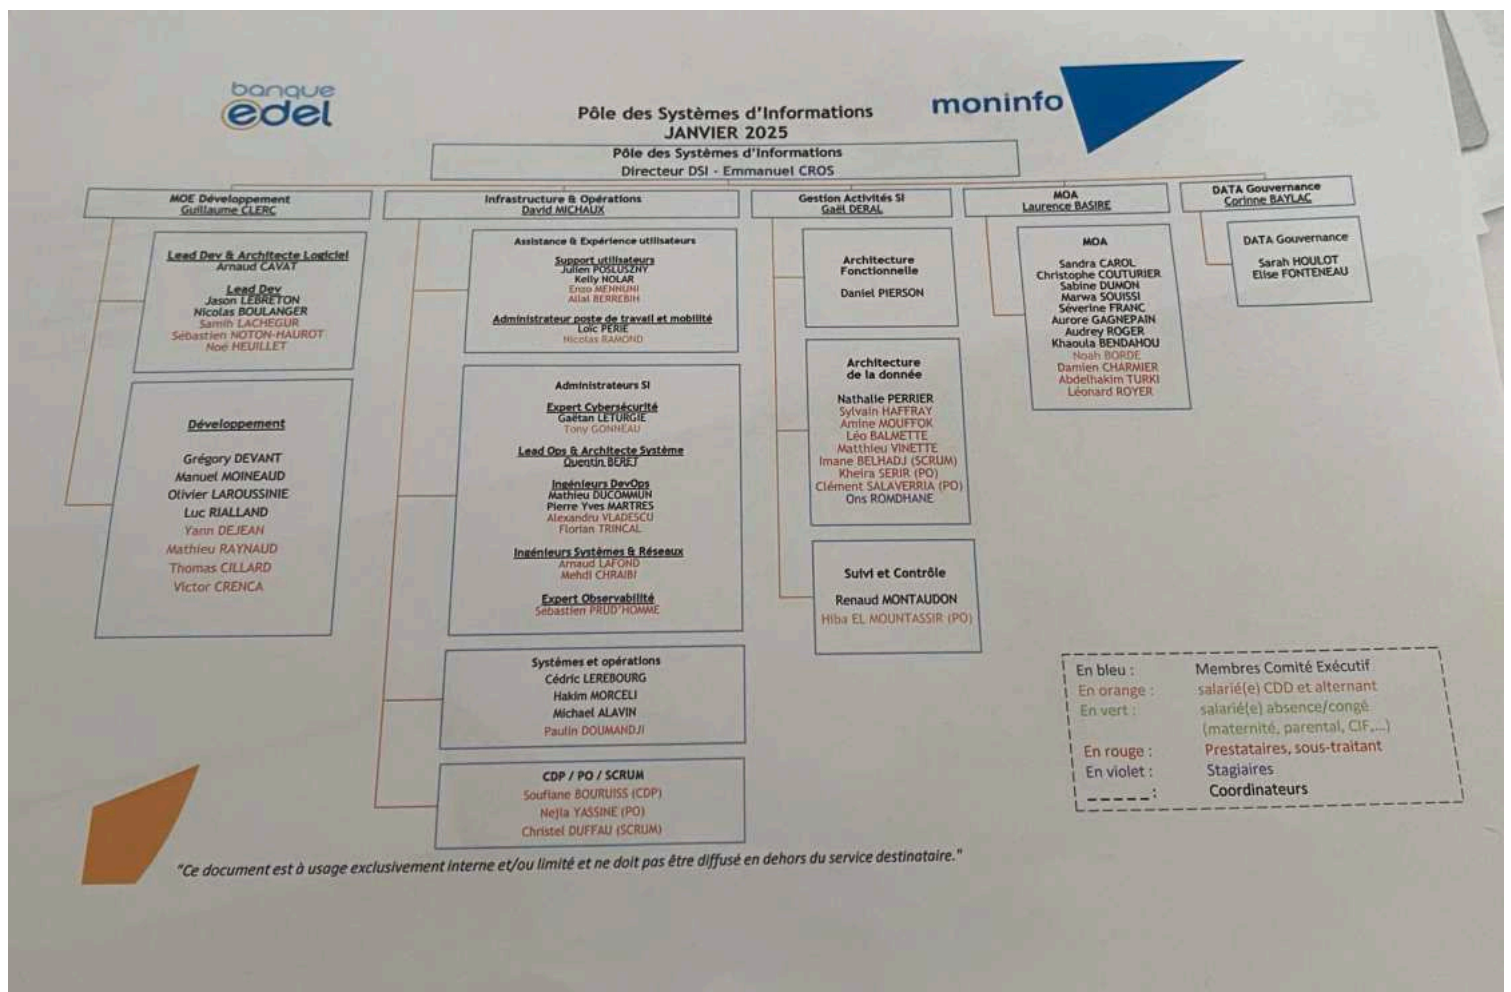 banque
edel
Pôle des Systèmes d'Informations
JANVIER 2025
moninfo
Pôle des Systèmes d'Informations
Directeur DSI - Emmanuel CROS
MOE Développement
Guillaume CLERC
Lead Dev & Architecte Logiciel
Arnaud CAVAT
Lead Dev
Jason LEBRETON
Nicolas BOULANGER
Samih LACHEGUR
Sébastien NOTON-HAUROT
Noé HEUILLET
Développement
Grégory DEVANT
Manuel MOINEAUD
Olivier LAROUSSINIE
Luc RIALLAND
Yann DEJEAN
Mathieu RAYNAUD
Thomas CILLARD
Victor CRENCA
Infrastructure & Opérations
David MICHAUX
Assistance & Expérience utilisateurs
Support utilisateurs
Julien POSLUSZNY
Kelly NOLAR
Enzo MENNUNI
Allal BERREBIH
Administrateur poste de travail et mobilité
Loïc PERIE
Nicolas RAMOND
Administrateurs SI
Expert Cybersécurité
Gaëtan LETURGIE
Tony GONNEAU
Lead Ops & Architecte Système
Quentin BERET
Ingénieurs DevOps
Mathieu DUCOMMUN
Pierre Yves MARTRES
Alexandru VLADESCU
Florian TRINCAL
Ingénieurs Systèmes & Réseaux
Arnaud LAFOND
Mehdi CHRAIBI
Expert Observabilité
Sébastien PRUD'HOMME
Systèmes et opérations
Cédric LEREBOURG
Hakim MORCELI
Michael ALAVIN
Paulin DOUMANDJI
CDP / PO / SCRUM
Soufiane BOURUISS (CDP)
Nejla YASSINE (PO)
Christel DUFFAU (SCRUM)
Gestion Activités SI
Gaël DERAL
Architecture
Fonctionnelle
Daniel PIERSON
Architecture
de la donnée
Nathalie PERRIER
Sylvain HAFFRAY
Amine MOUFFOK
Léo BALMETTE
Matthieu VINETTE
Imane BELHADJ (SCRUM)
Kheira SERIR (PO)
Clément SALAVERRIA (PO)
Ons ROMDHANE
Suivi et Contrôle
Renaud MONTAUDON
Hiba EL MOUNTASSIR (PO)
MOA
Laurence BASIRE
MOA
Sandra CAROL
Christophe COUTURIER
Sabine DUMON
Marwa SOUISSI
Séverine FRANC
Aurore GAGNEPAIN
Audrey ROGER
Khaoula BENDAHOU
Noah BORDE
Damien CHARMIER
Abdelhakim TURKI
Léonard ROYER
DATA Gouvernance
Corinne BAYLAC
DATA Gouvernance
Sarah HOULOT
Elise FONTENEAU
En bleu : Membres Comité Exécutif
En orange : salarié(e) CDD et alternant
En vert : salarié(e) absence/congé
(maternité, parental, CIF,...)
En rouge : Prestataires, sous-traitant
En violet : Stagiaires
_ _ _ _ _ : Coordinateurs
"Ce document est à usage exclusivement interne et/ou limité et ne doit pas être diffusé en dehors du service destinataire."